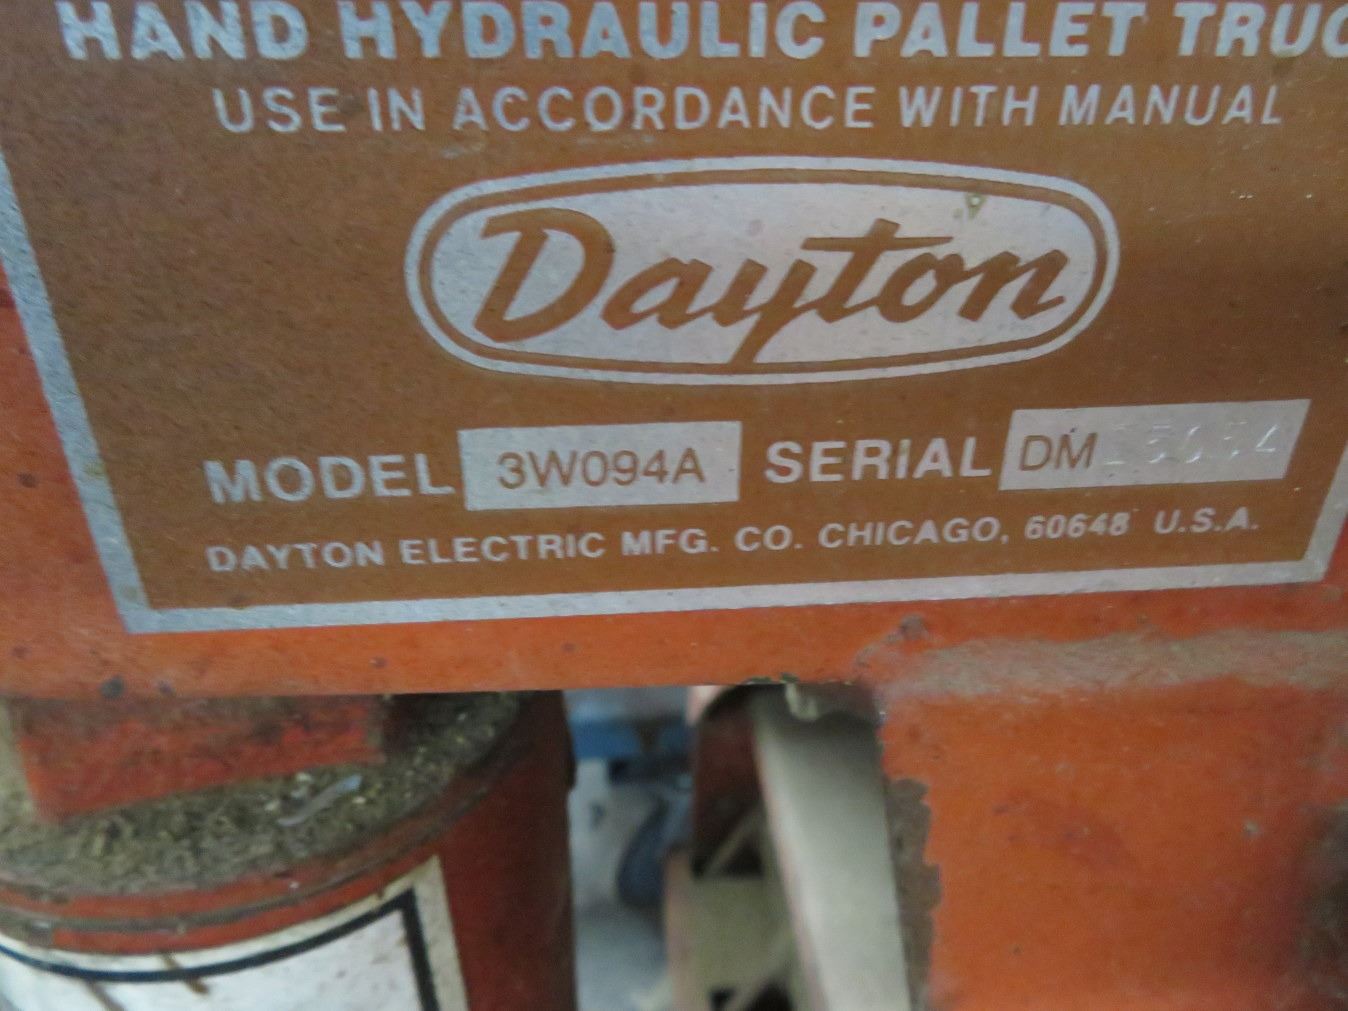 HAND HYDRAULIC PALLET TRUC
USE IN ACCORDANCE WITH MANUAL
Dayton
MODEL 3W094A SERIAL DM
DAYTON ELECTRIC MFG. CO. CHICAGO, 60648 U.S.A.